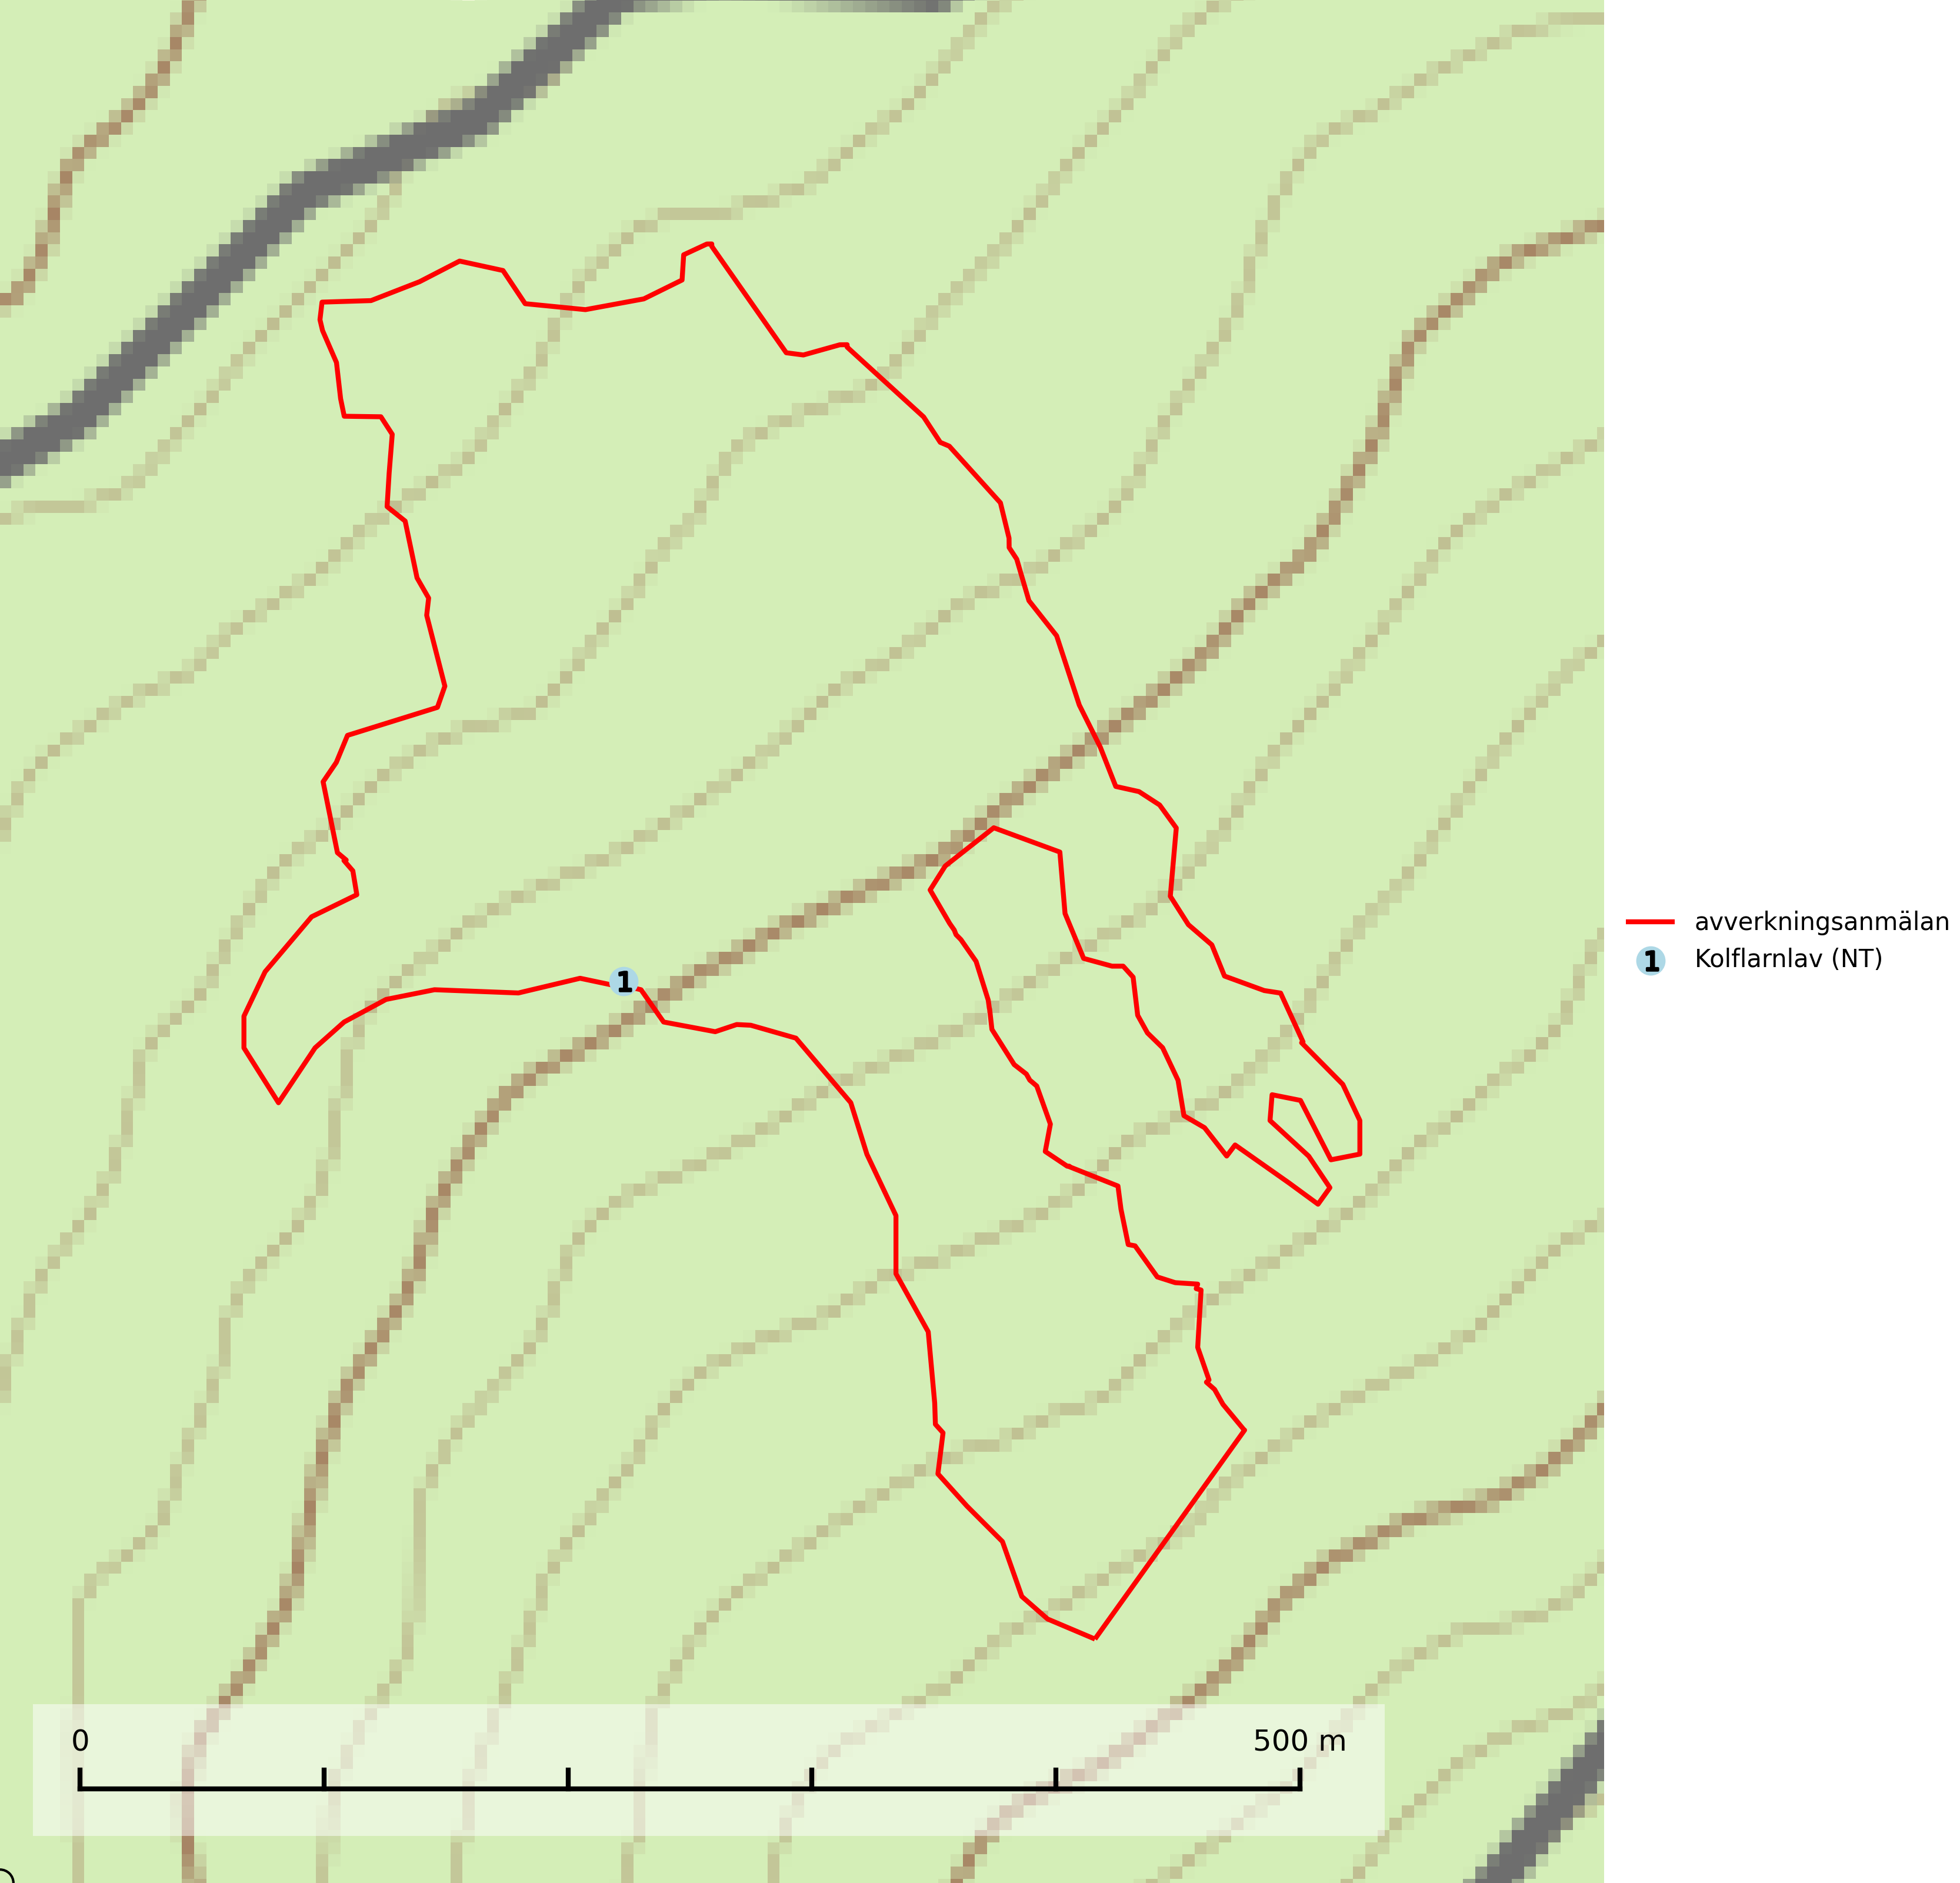 1
avverkningsanmälan
1 Kolflarnlav (NT)
0 500 m